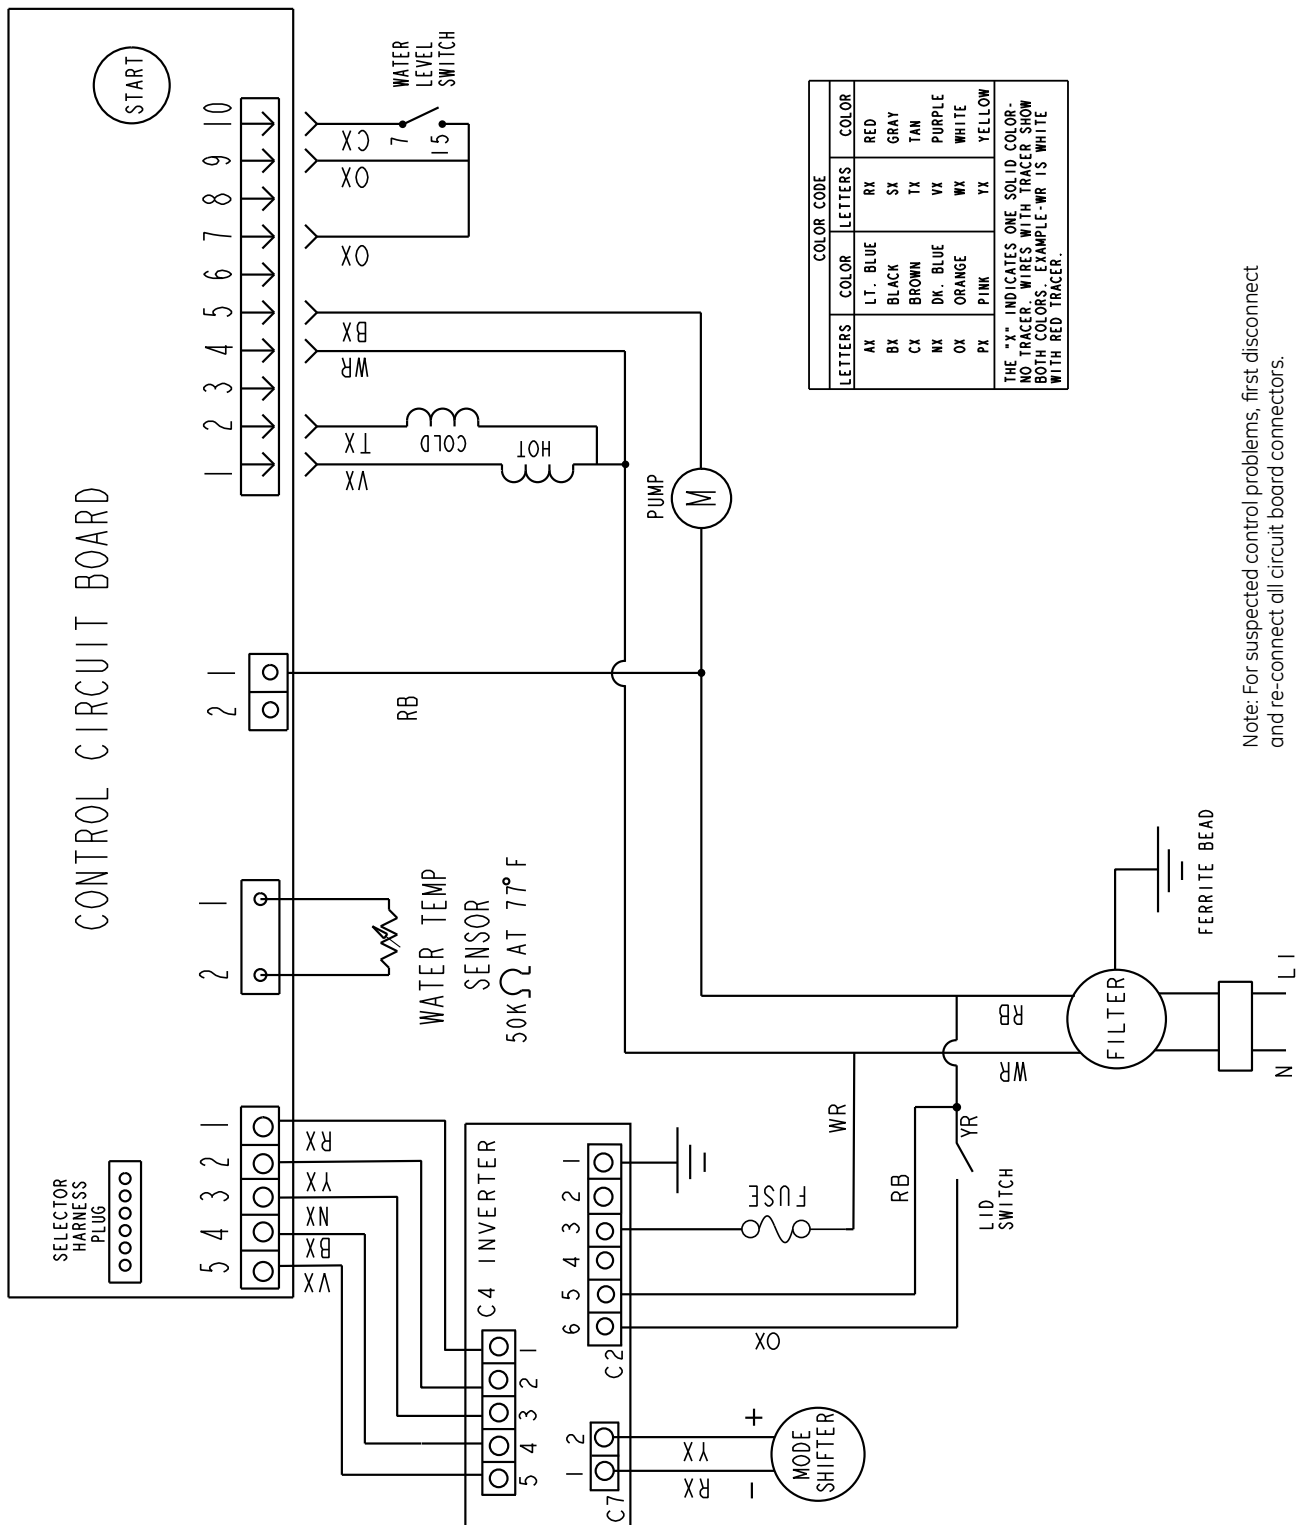 CONTROL CIRCUIT BOARD
START
SELECTOR
HARNESS
PLUG
5 4 3 2 1
2 1
2 1
1 2 3 4 5 6 7 8 9 10
VX
BX
NX
YX
RX
WATER TEMP
SENSOR
50KΩ AT 77°F
RB
VX
TX
WR
BX
OX
OX
CX
COLD
HOT
7
15
WATER
LEVEL
SWITCH
PUMP
M
C4 INVERTER
5 4 3 2 1
C7
1 2
C2
6 5 4 3 2 1
RX
YX
-
+
MODE
SHIFTER
OX
FUSE
RB
WR
YR
LID
SWITCH
WR
RB
FILTER
FERRITE BEAD
N
L1
COLOR CODE
LETTERS COLOR LETTERS COLOR
AX LT. BLUE RX RED
BX BLACK SX GRAY
CX BROWN TX TAN
NX DK. BLUE VX PURPLE
OX ORANGE WX WHITE
PX PINK YX YELLOW
THE "X" INDICATES ONE SOLID COLOR-
NO TRACER. WIRES WITH TRACER SHOW
BOTH COLORS. EXAMPLE-WR IS WHITE
WITH RED TRACER.
Note: For suspected control problems, first disconnect
and re-connect all circuit board connectors.